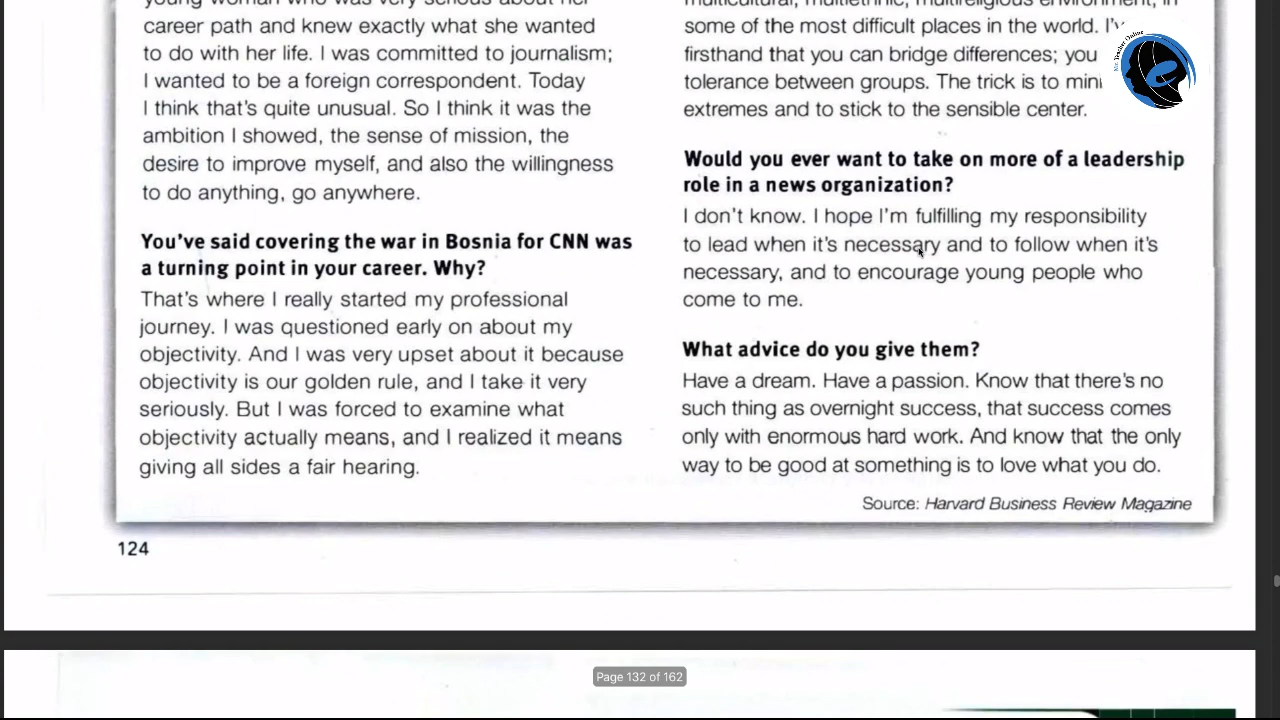 young woman who was very serious about her
career path and knew exactly what she wanted
to do with her life. I was committed to journalism;
I wanted to be a foreign correspondent. Today
I think that's quite unusual. So I think it was the
ambition I showed, the sense of mission, the
desire to improve myself, and also the willingness
to do anything, go anywhere.
You've said covering the war in Bosnia for CNN was
a turning point in your career. Why?
That's where I really started my professional
journey. I was questioned early on about my
objectivity. And I was very upset about it because
objectivity is our golden rule, and I take it very
seriously. But I was forced to examine what
objectivity actually means, and I realized it means
giving all sides a fair hearing.
multicultural, multiethnic, multireligious environment, in
some of the most difficult places in the world.
firsthand that you can bridge differences; you
tolerance between groups. The trick is to
extremes and to stick to the sensible center.
Would you ever want to take on more of a leadership
role in a news organization?
I don't know. I hope I'm fulfilling my responsibility
to lead when it's necessary and to follow when it's
necessary, and to encourage young people who
come to me.
What advice do you give them?
Have a dream. Have a passion. Know that there's no
such thing as overnight success, that success comes
only with enormous hard work. And know that the only
way to be good at something is to love what you do.
Source: Harvard Business Review Magazine
124
Page 132 of 162